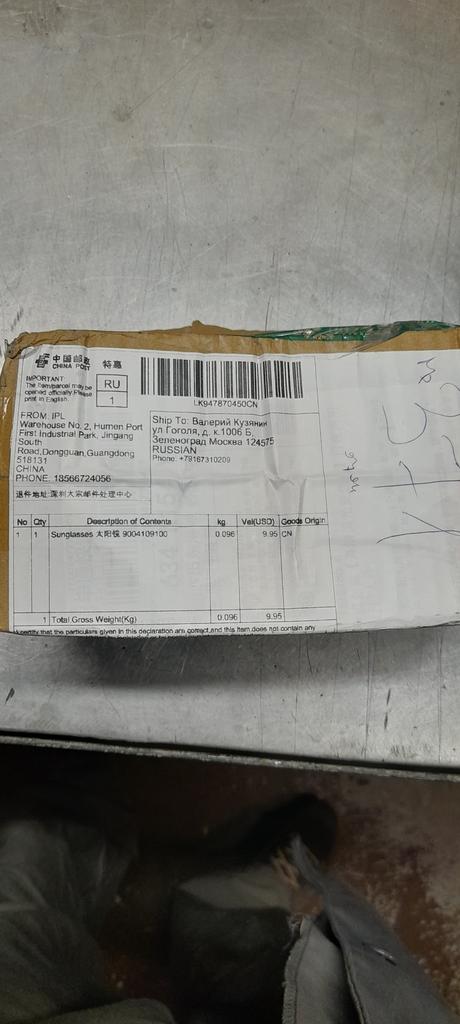 中国邮政
CHINA POST
特惠
IMPORTANT
The item/parcel may be
opened officially.Please
print in English.
RU
1
LK947870450CN
FROM: IPL
Warehouse No. 2, Humen Port
First Industrial Park, Jingang
South
Road,Dongguan,Guangdong
518131
CHINA
PHONE. 18566724056
退件地址:深圳大宗邮件处理中心
Ship To: Валерий Кузянин
ул Гоголя, д. к.1006 Б,
Зеленоград Москва 124575
RUSSIAN
Phone: +79167310209
No Qty Description of Contents kg Val(USD) Goods Origin
1 1 Sunglasses 太阳镜 9004109100 0.096 9.95 CN
1 Total Gross Weight(Kg) 0.096 9.95
I certify that the particulars given in this declaration are correct and this item does not contain any